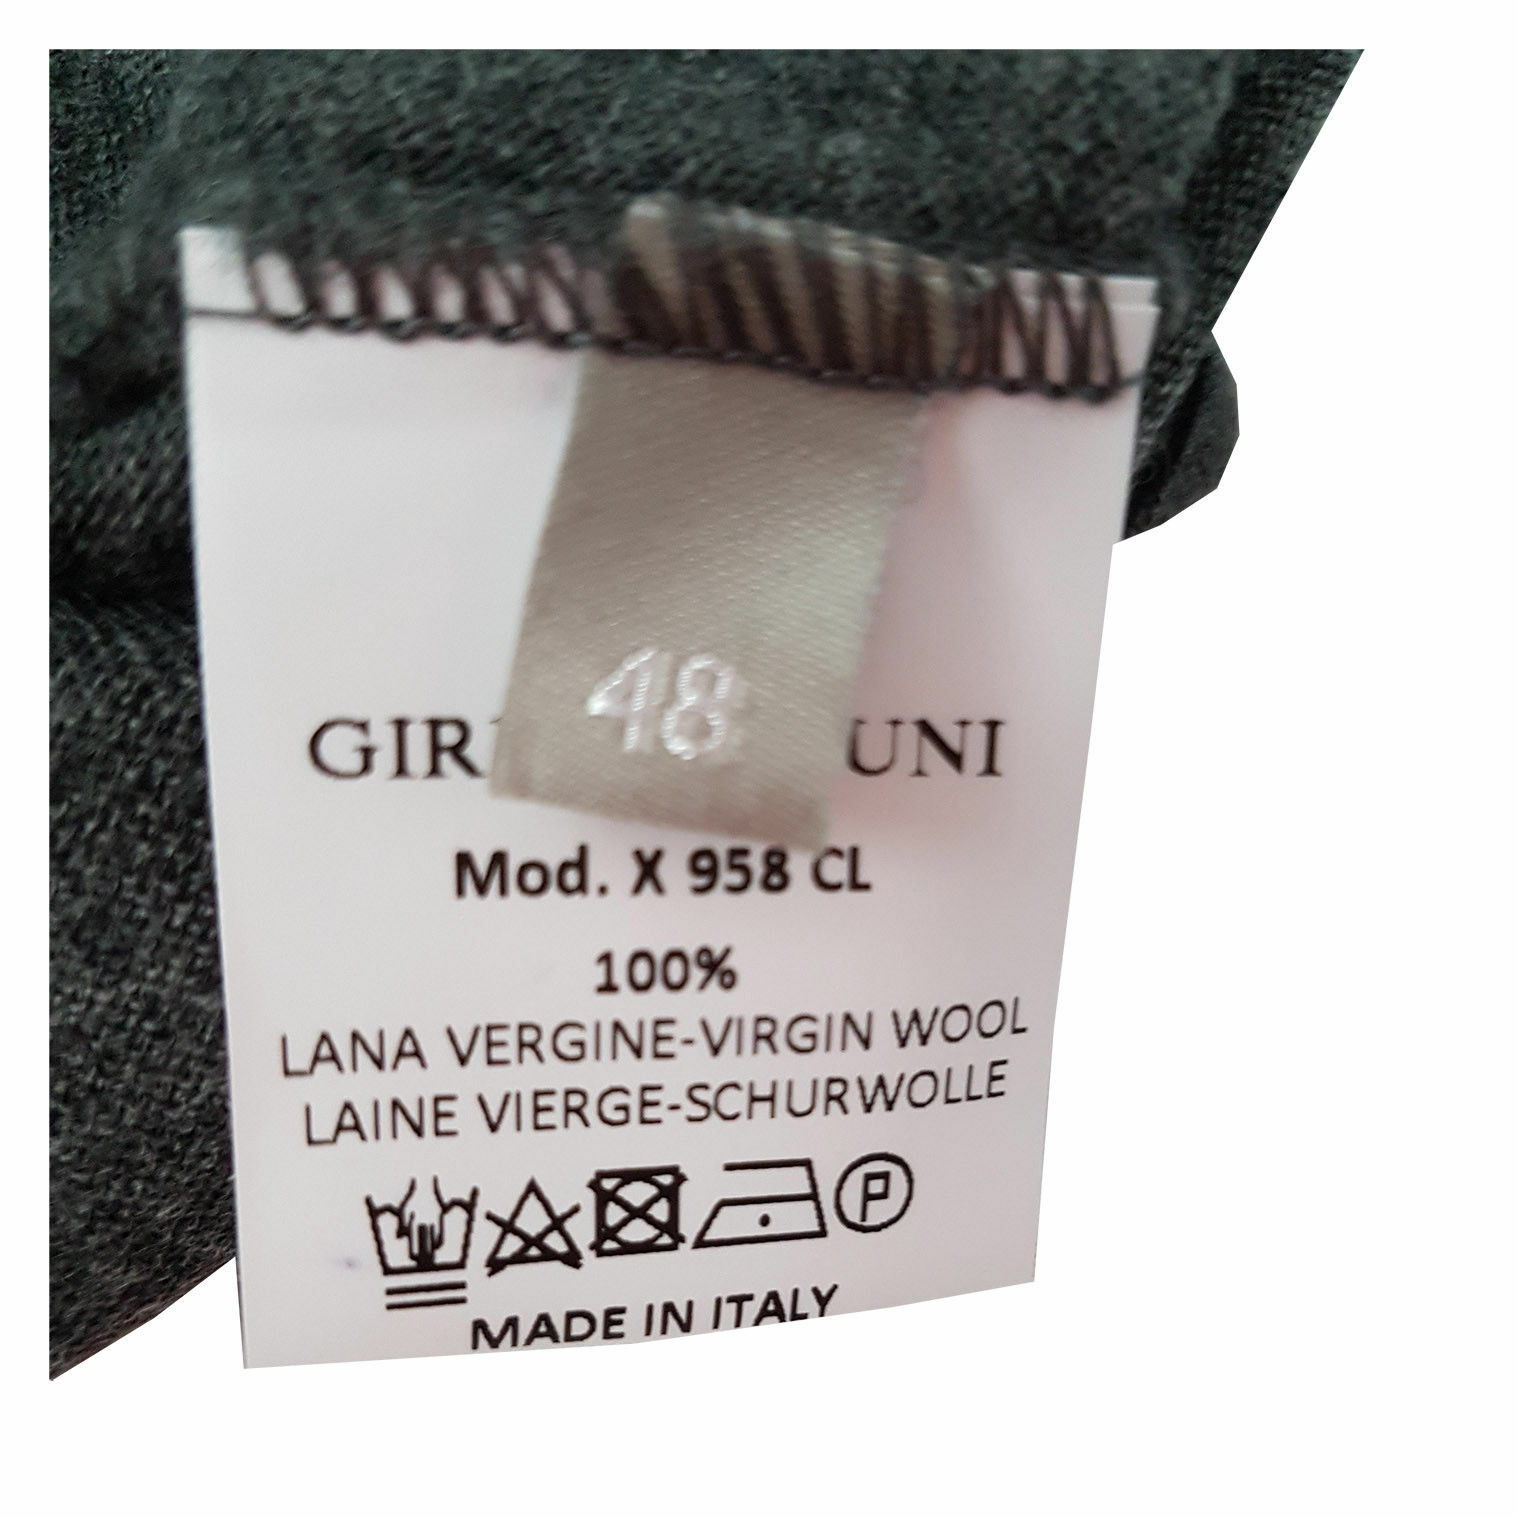 48
GIR UNI
Mod. X 958 CL
100%
LANA VERGINE-VIRGIN WOOL
LAINE VIERGE-SCHURWOLLE
P
MADE IN ITALY